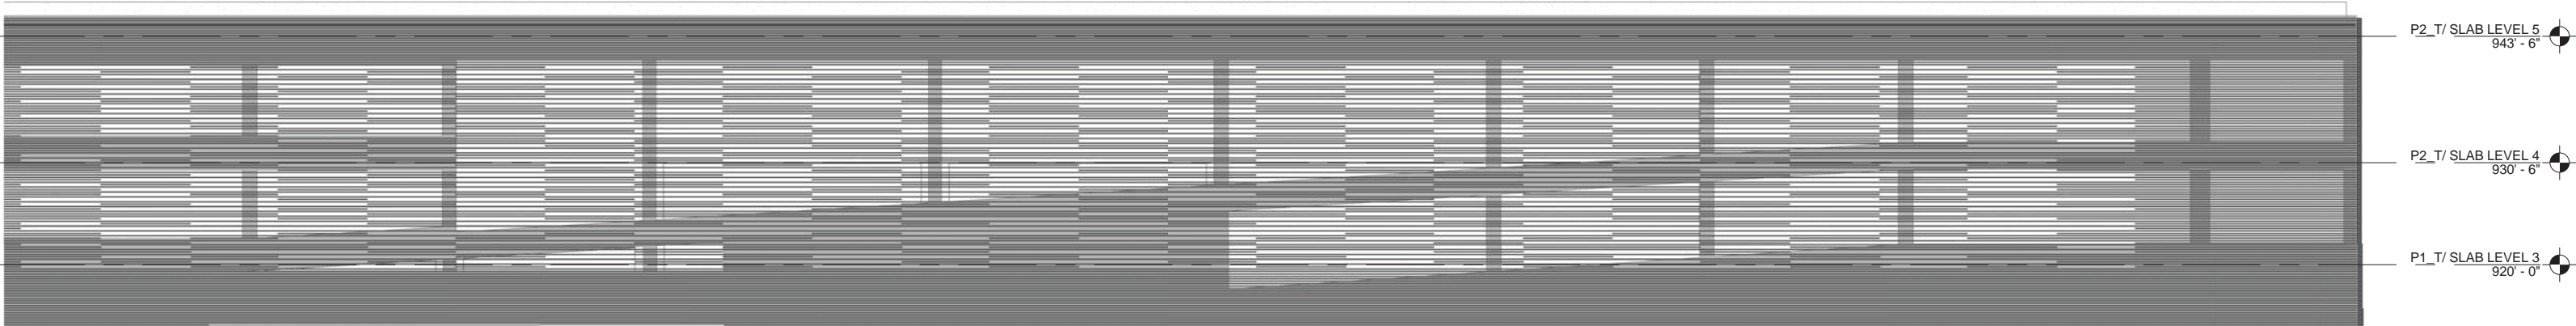 P2_T/ SLAB LEVEL 5
943' - 6"
P2_T/ SLAB LEVEL 4
930' - 6"
P1_T/ SLAB LEVEL 3
920' - 0"